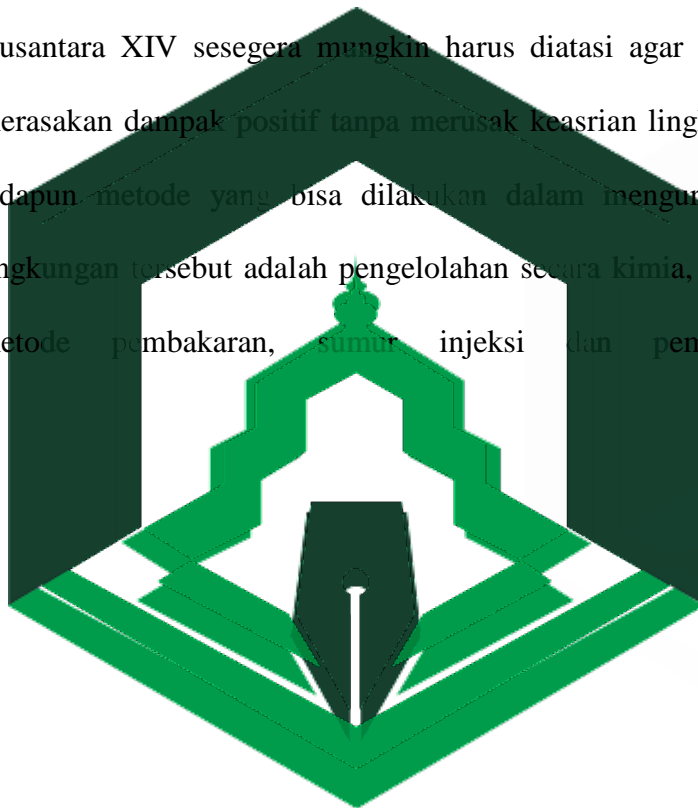 usantara XIV sesegera mungkin harus diatasi agar
erasakan dampak positif tanpa merusak keasrian ling
dapun metode yang bisa dilakukan dalam mengur
ngkungan tersebut adalah pengelolahan secara kimia,
etode pembakaran, sumur injeksi dan pen